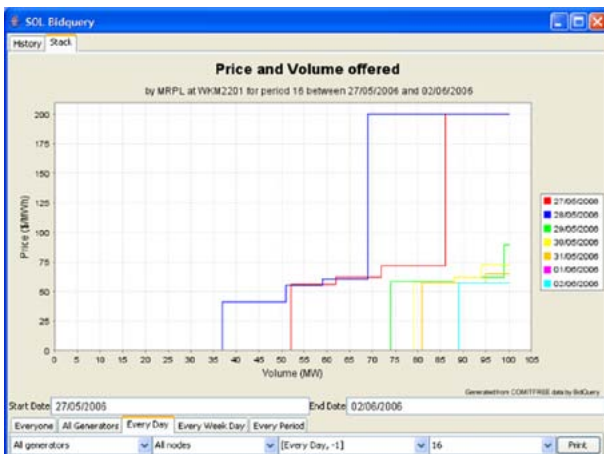 SOL Bidquery
History Stack
Price and Volume offered
by MRPL at WKM2201 for period 16 between 27/05/2006 and 02/06/2006
Price ($/MWh)
200
175
150
125
100
75
50
25
0
0 5 10 15 20 25 30 35 40 45 50 55 60 65 70 75 80 85 90 95 100 105
Volume (MW)
27/05/2006
28/05/2006
29/05/2006
30/05/2006
31/05/2006
01/06/2006
02/06/2006
Generated from COMITFREE data by BidQuery
Start Date 27/05/2006 End Date 02/06/2006
Everyone All Generators Every Day Every Week Day Every Period
All generators All nodes [Every Day, -1] 16 Print